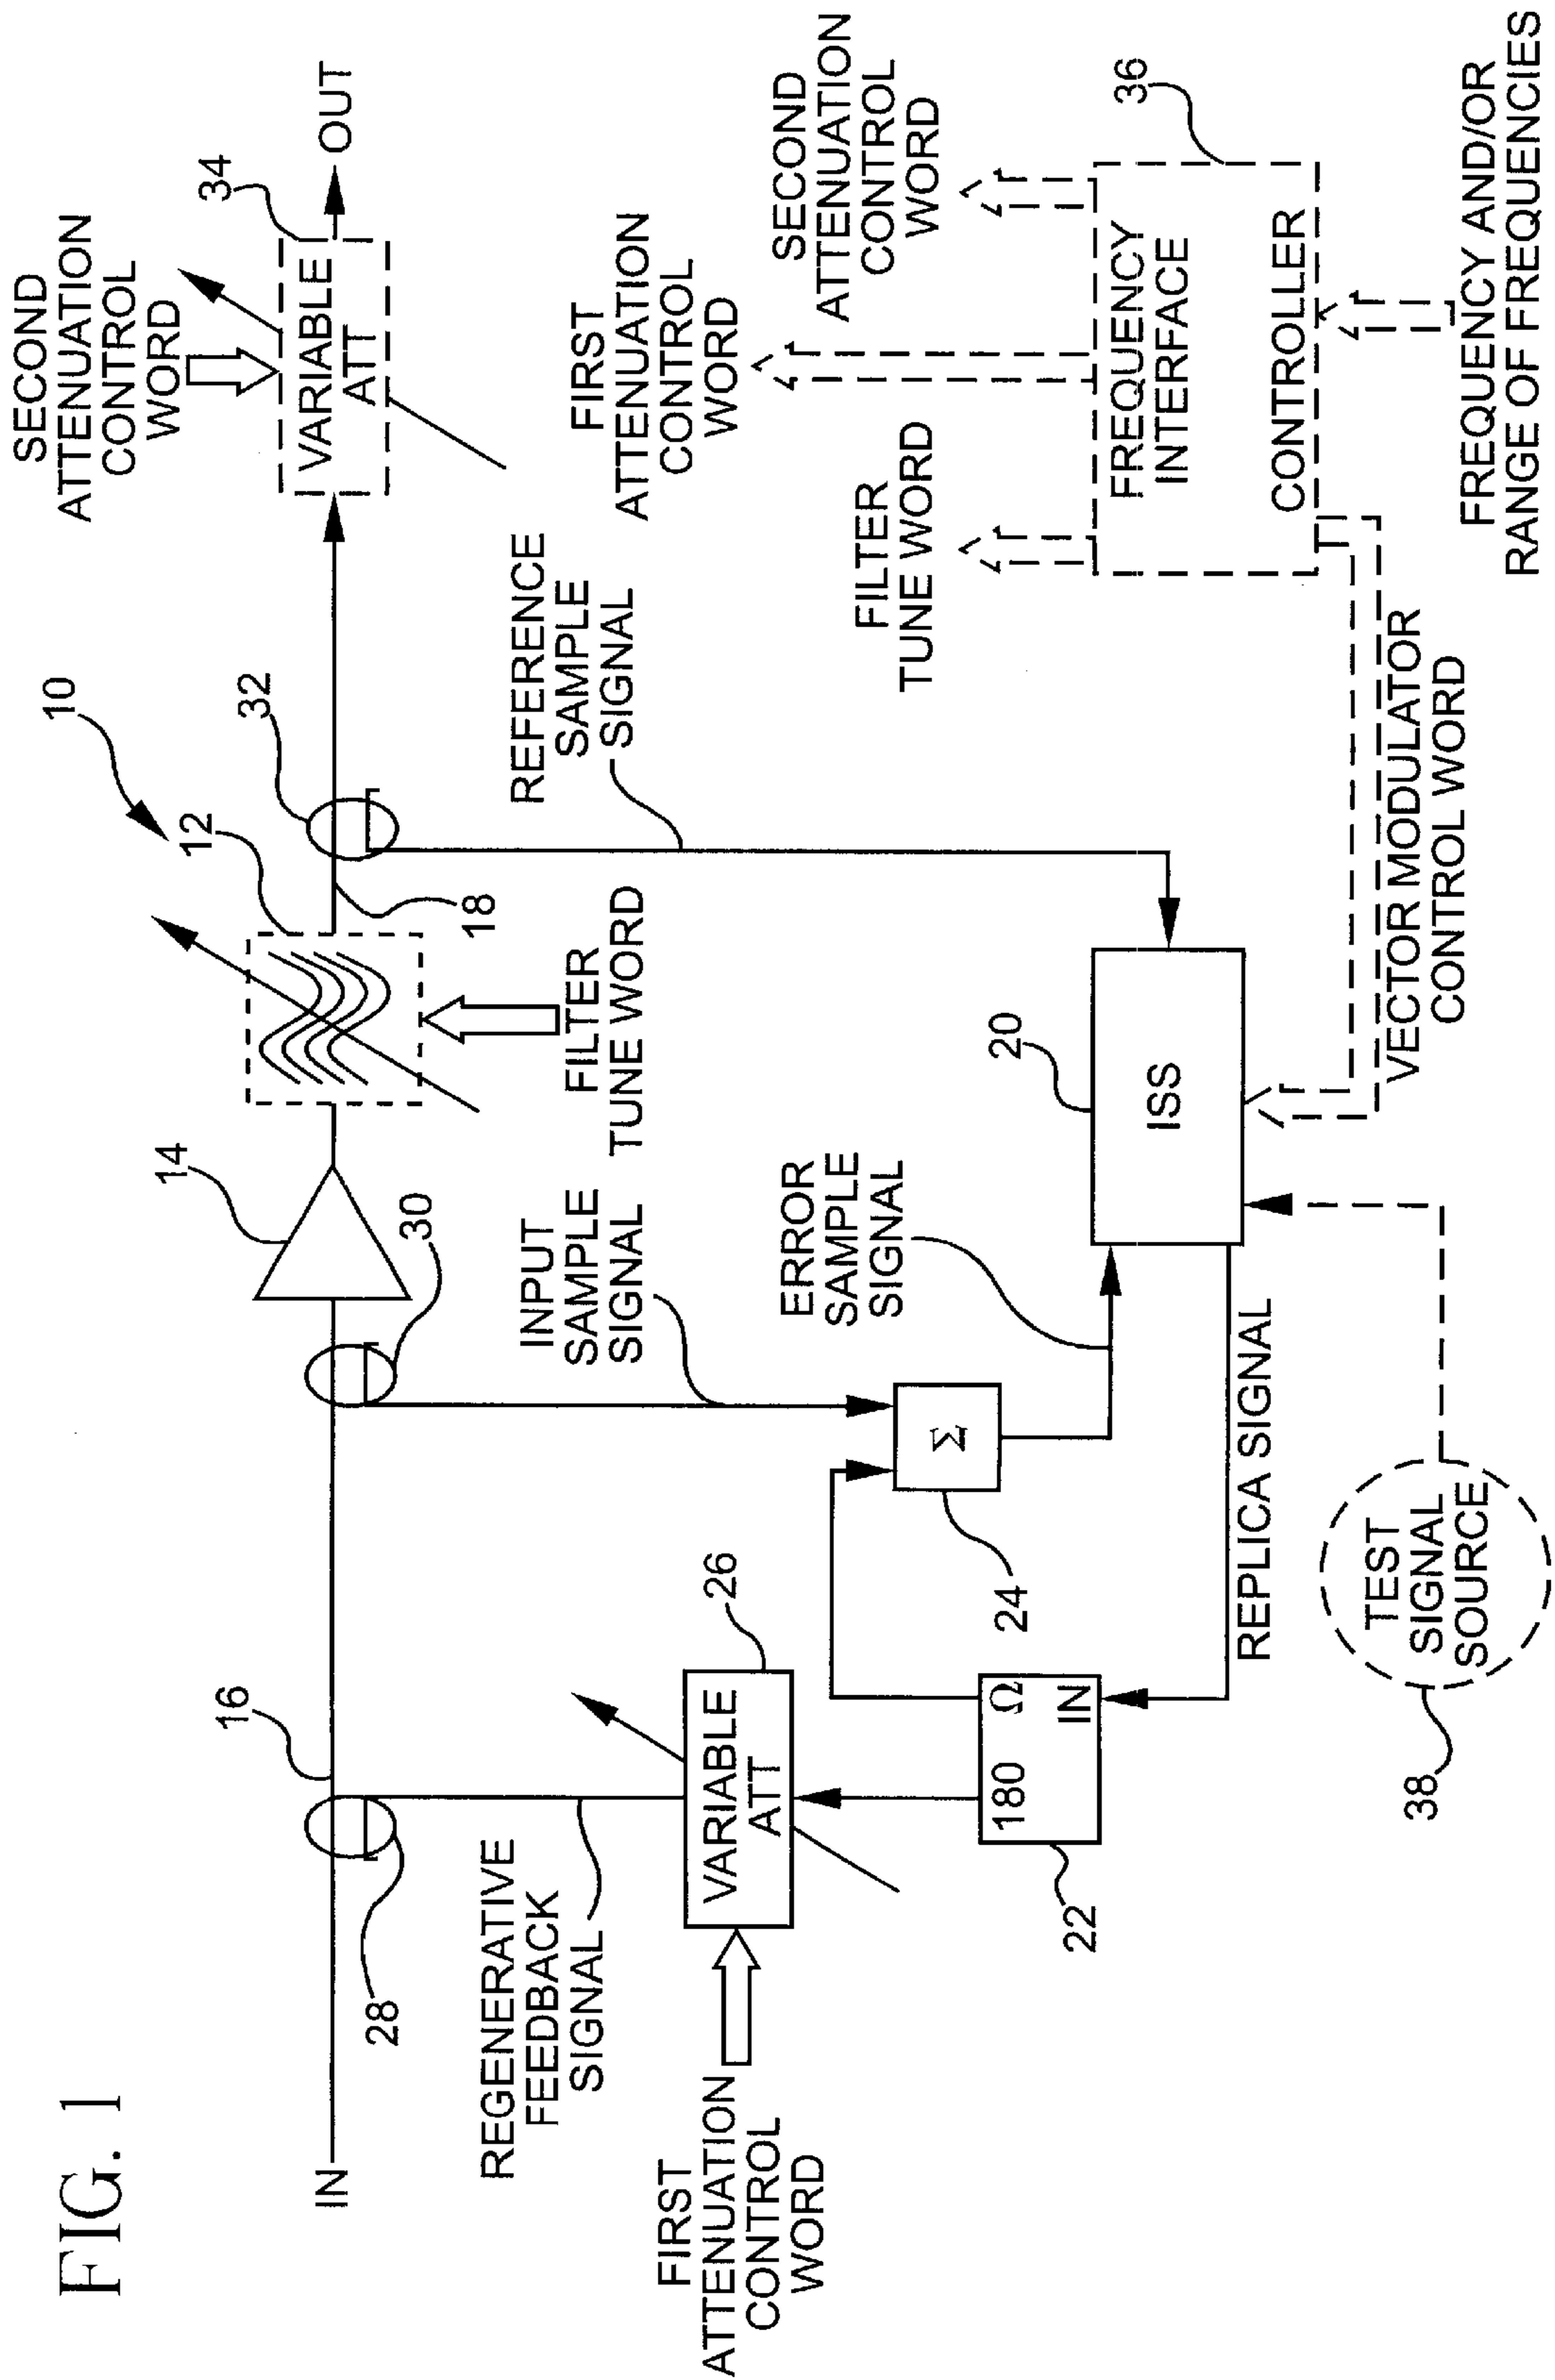 FIG. 1
10
SECOND
ATTENUATION
CONTROL
WORD
34
VARIABLE
ATT
OUT
32
12
18
14
30
16
28
IN
FILTER
TUNE WORD
REFERENCE
SAMPLE
SIGNAL
INPUT
SAMPLE
SIGNAL
REGENERATIVE
FEEDBACK
SIGNAL
FIRST
ATTENUATION
CONTROL
WORD
VARIABLE
ATT
26
180
Ω
IN
22
Σ
24
ERROR
SAMPLE
SIGNAL
20
ISS
REPLICA SIGNAL
TEST
SIGNAL
SOURCE
38
FILTER
TUNE WORD
FIRST
ATTENUATION
CONTROL
WORD
SECOND
ATTENUATION
CONTROL
WORD
36
FREQUENCY
INTERFACE
CONTROLLER
VECTOR MODULATOR
CONTROL WORD
FREQUENCY AND/OR
RANGE OF FREQUENCIES